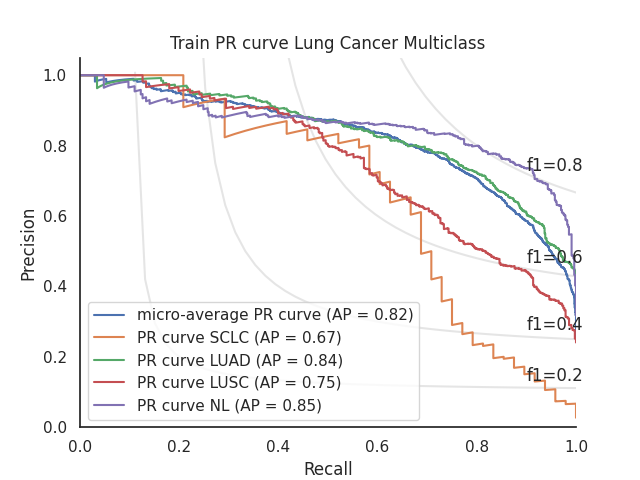 Train PR curve Lung Cancer Multiclass
1.0
0.8
0.6
0.4
0.2
0.0
Precision
f1=0.8
f1=0.6
f1=0.4
f1=0.2
micro-average PR curve (AP = 0.82)
PR curve SCLC (AP = 0.67)
PR curve LUAD (AP = 0.84)
PR curve LUSC (AP = 0.75)
PR curve NL (AP = 0.85)
0.0 0.2 0.4 0.6 0.8 1.0
Recall